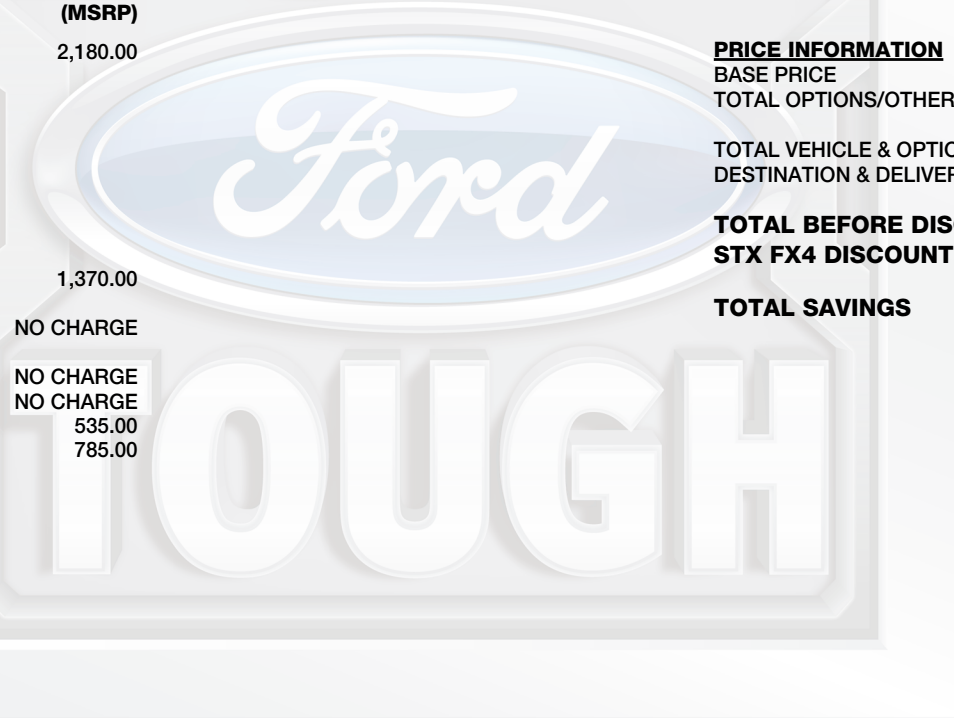 (MSRP)
2,180.00
1,370.00
NO CHARGE
NO CHARGE
NO CHARGE
535.00
785.00
PRICE INFORMATION
BASE PRICE
TOTAL OPTIONS/OTHER
TOTAL VEHICLE & OPTIO
DESTINATION & DELIVER
TOTAL BEFORE DISC
STX FX4 DISCOUNT
TOTAL SAVINGS
Ford
TOUGH